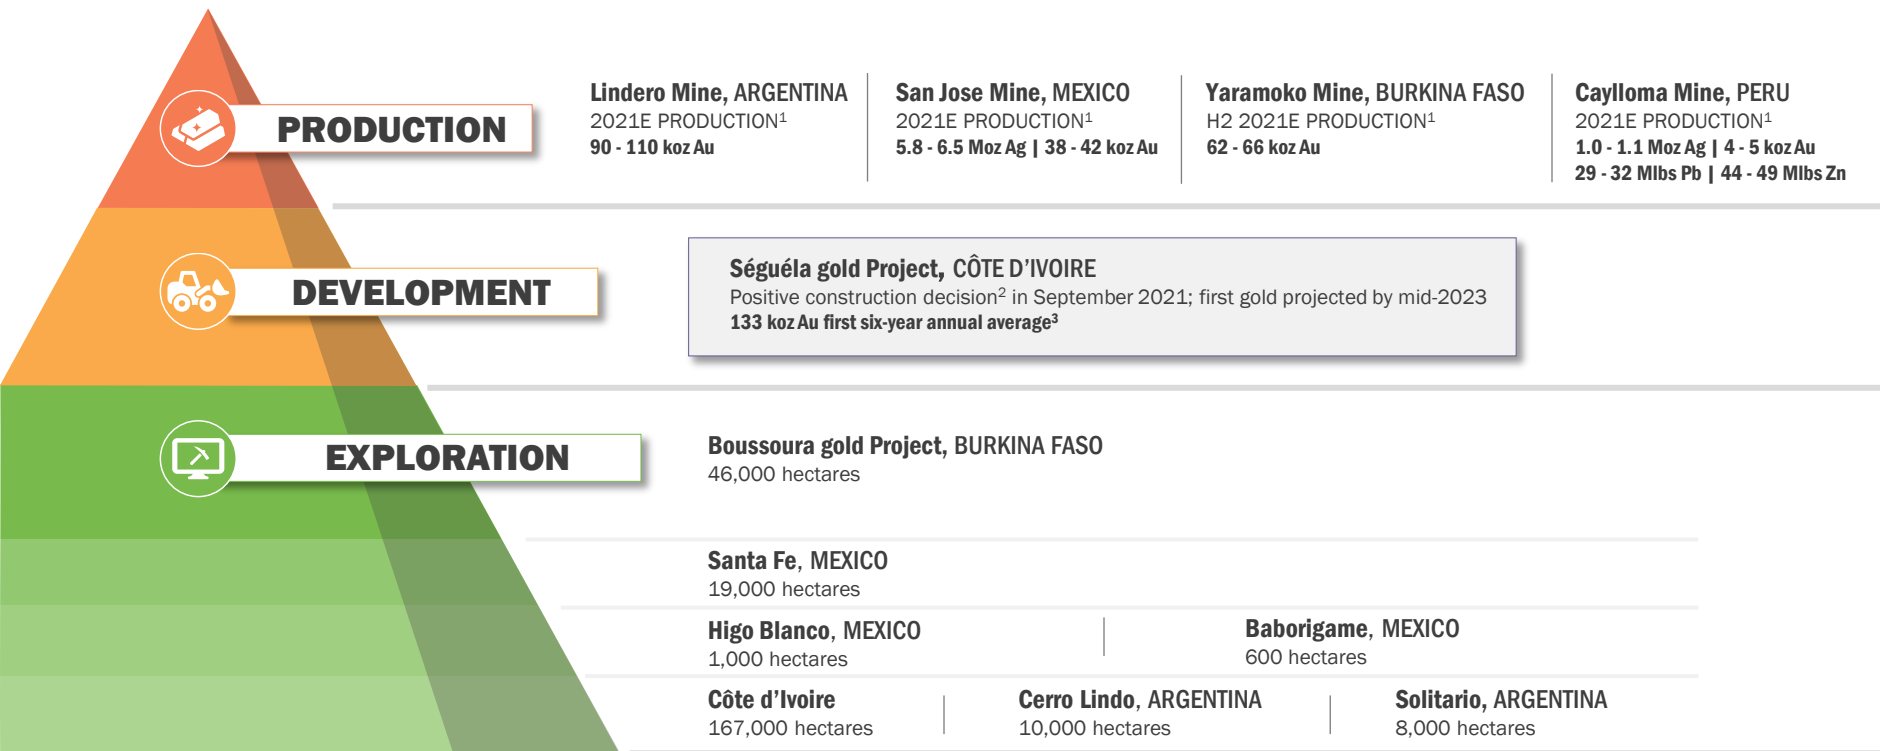 PRODUCTION
Lindero Mine, ARGENTINA
2021E PRODUCTION¹
90 - 110 koz Au
San Jose Mine, MEXICO
2021E PRODUCTION¹
5.8 - 6.5 Moz Ag | 38 - 42 koz Au
Yaramoko Mine, BURKINA FASO
H2 2021E PRODUCTION¹
62 - 66 koz Au
Caylloma Mine, PERU
2021E PRODUCTION¹
1.0 - 1.1 Moz Ag | 4 - 5 koz Au
29 - 32 Mlbs Pb | 44 - 49 Mlbs Zn
DEVELOPMENT
Séguéla gold Project, CÔTE D’IVOIRE
Positive construction decision² in September 2021; first gold projected by mid-2023
133 koz Au first six-year annual average³
EXPLORATION
Boussoura gold Project, BURKINA FASO
46,000 hectares
Santa Fe, MEXICO
19,000 hectares
Higo Blanco, MEXICO
1,000 hectares
Baborigame, MEXICO
600 hectares
Côte d’Ivoire
167,000 hectares
Cerro Lindo, ARGENTINA
10,000 hectares
Solitario, ARGENTINA
8,000 hectares